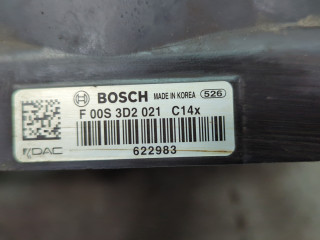 BOSCH MADE IN KOREA 526
F 00S 3D2 021 C14x
DAC
622983